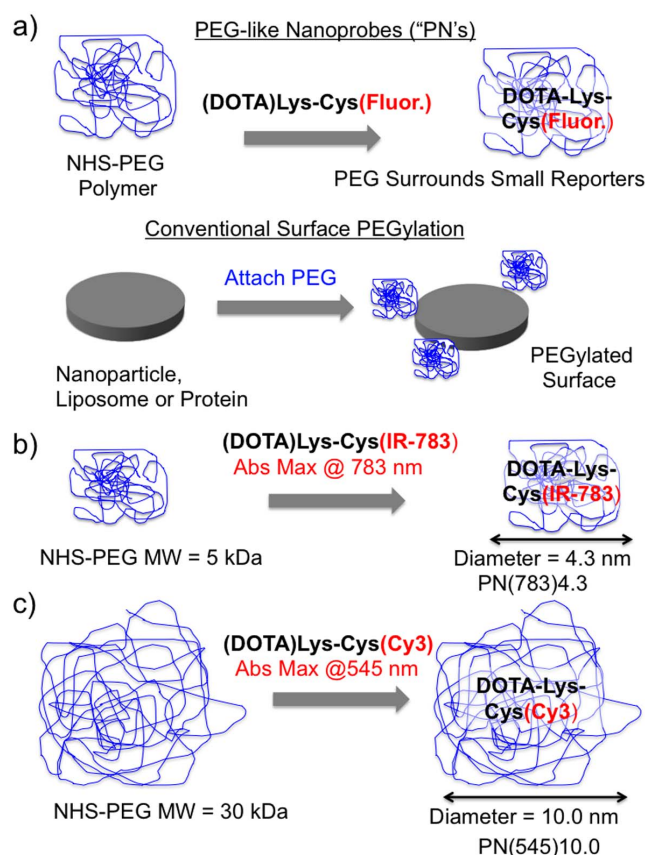 a)
PEG-like Nanoprobes ("PN's)
(DOTA)Lys-Cys(Fluor.)
DOTA-Lys-
Cys(Fluor.)
NHS-PEG
Polymer
PEG Surrounds Small Reporters
Conventional Surface PEGylation
Attach PEG
Nanoparticle,
Liposome or Protein
PEGylated
Surface
b)
(DOTA)Lys-Cys(IR-783)
Abs Max @ 783 nm
DOTA-Lys-
Cys(IR-783)
NHS-PEG MW = 5 kDa
Diameter = 4.3 nm
PN(783)4.3
c)
(DOTA)Lys-Cys(Cy3)
Abs Max @545 nm
DOTA-Lys-
Cys(Cy3)
NHS-PEG MW = 30 kDa
Diameter = 10.0 nm
PN(545)10.0